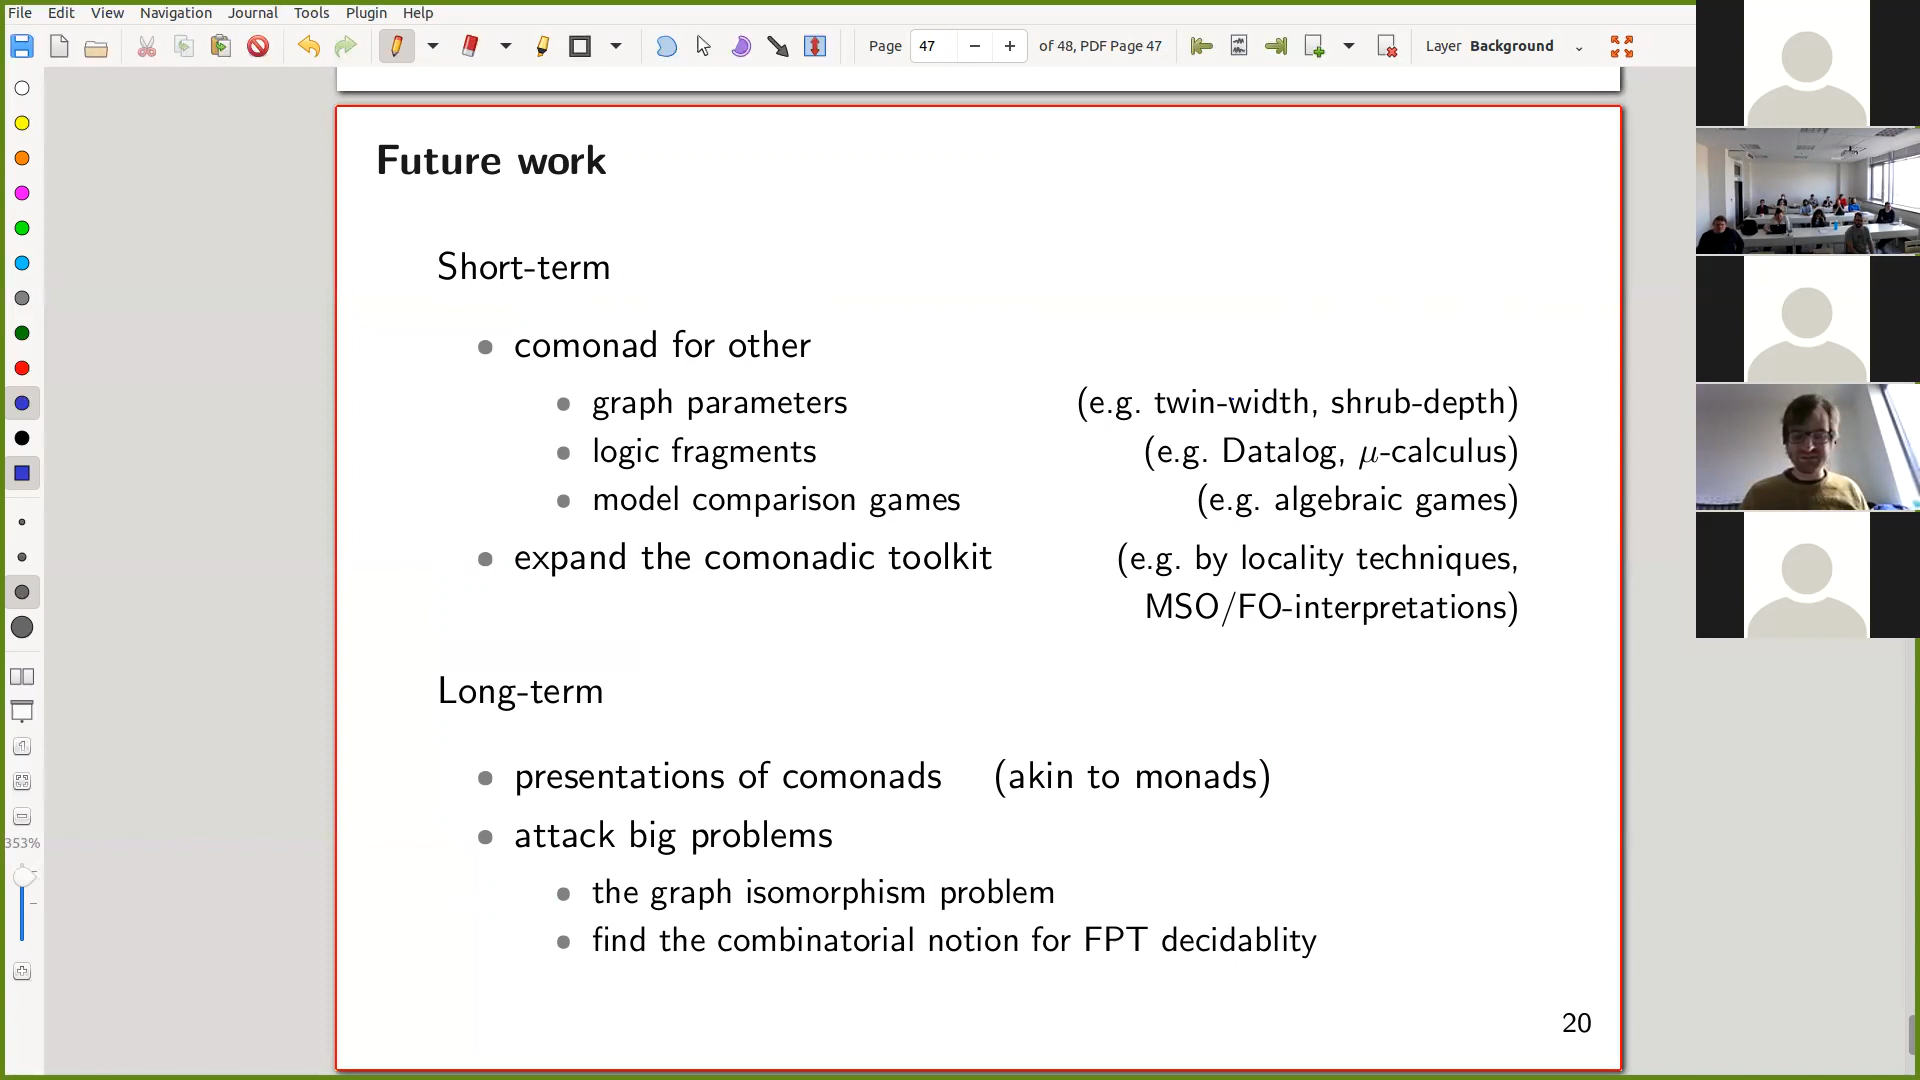 File Edit View Navigation Journal Tools Plugin Help
Page 47 of 48, PDF Page 47 Layer Background
Future work
Short-term
comonad for other
graph parameters (e.g. twin-width, shrub-depth)
logic fragments (e.g. Datalog, μ-calculus)
model comparison games (e.g. algebraic games)
expand the comonadic toolkit (e.g. by locality techniques,
MSO/FO-interpretations)
Long-term
presentations of comonads (akin to monads)
attack big problems
the graph isomorphism problem
find the combinatorial notion for FPT decidablity
353%
20